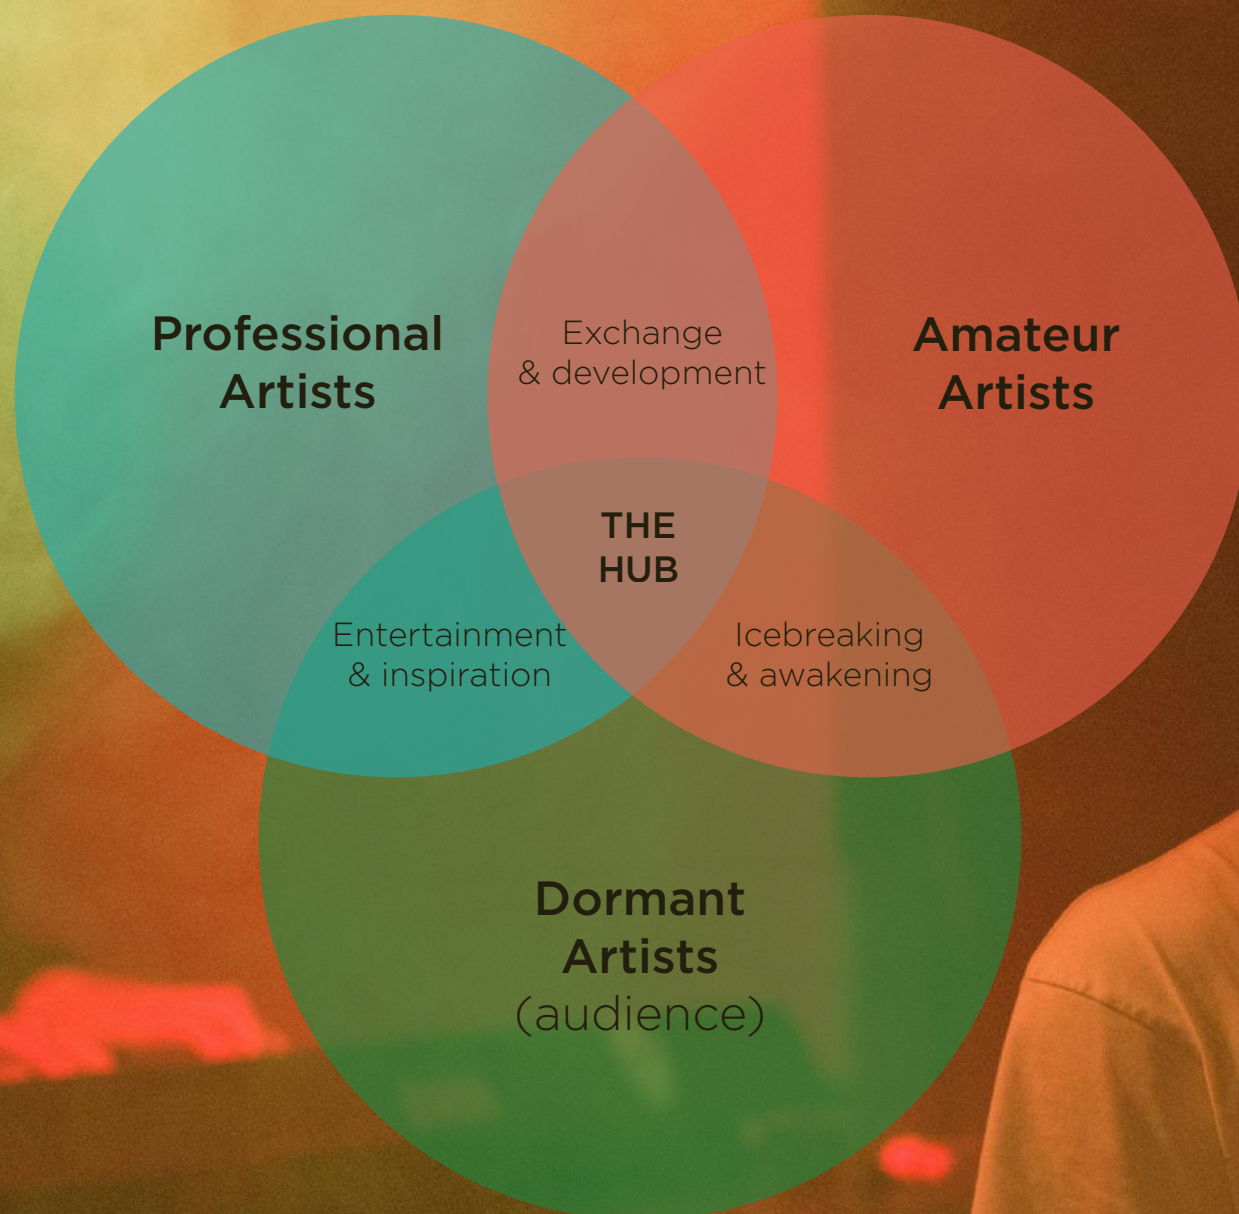 Professional
Artists
Exchange
& development
Amateur
Artists
THE
HUB
Entertainment
& inspiration
Icebreaking
& awakening
Dormant
Artists
(audience)